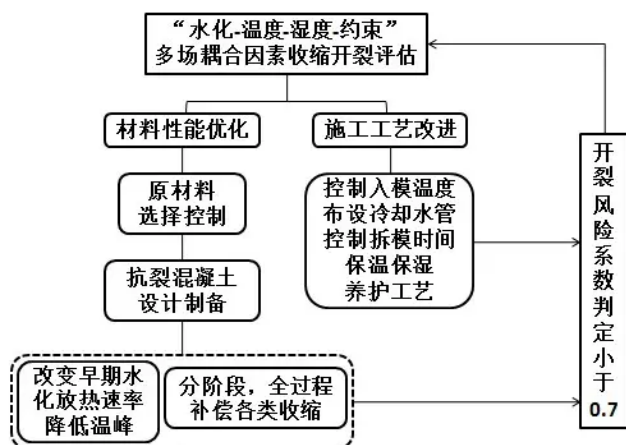 “水化-温度-湿度-约束”
多场耦合因素收缩开裂评估
材料性能优化
施工工艺改进
原材料
选择控制
控制入模温度
布设冷却水管
控制拆模时间
保温保湿
养护工艺
抗裂混凝土
设计制备
改变早期水
化放热速率
降低温峰
分阶段，全过程
补偿各类收缩
开裂风险系数判定小于
0.7